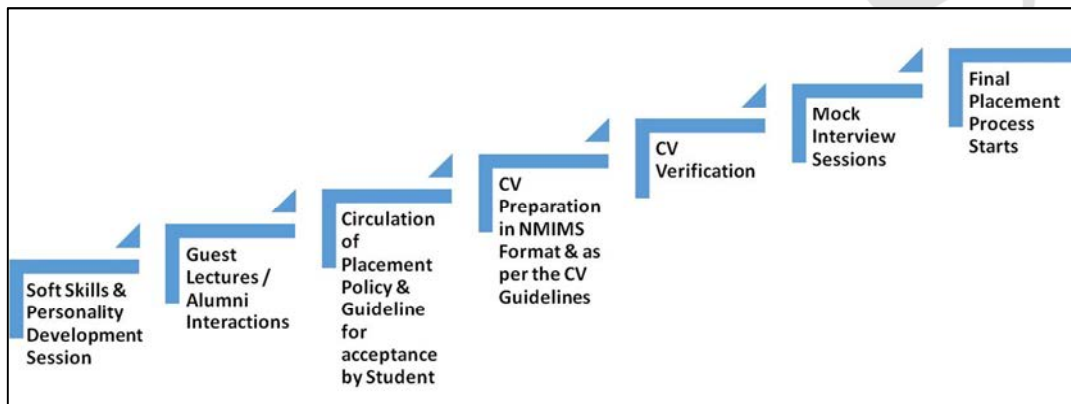 Soft Skills &
Personality
Development
Session
Guest
Lectures /
Alumni
Interactions
Circulation
of
Placement
Policy &
Guideline
for
acceptance
by Student
CV
Preparation
in NMIMS
Format & as
per the CV
Guidelines
CV
Verification
Mock
Interview
Sessions
Final
Placement
Process
Starts